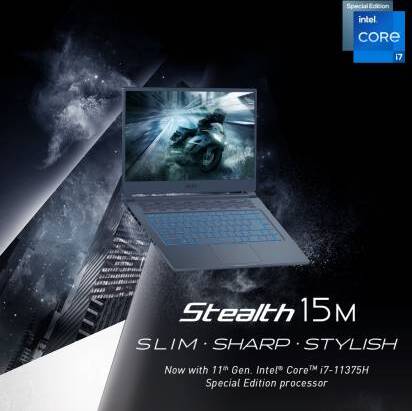 Special Edition
intel
CORE
i7
Stealth 15M
SLIM · SHARP · STYLISH
Now with 11th Gen. Intel® Core™ i7-11375H
Special Edition processor